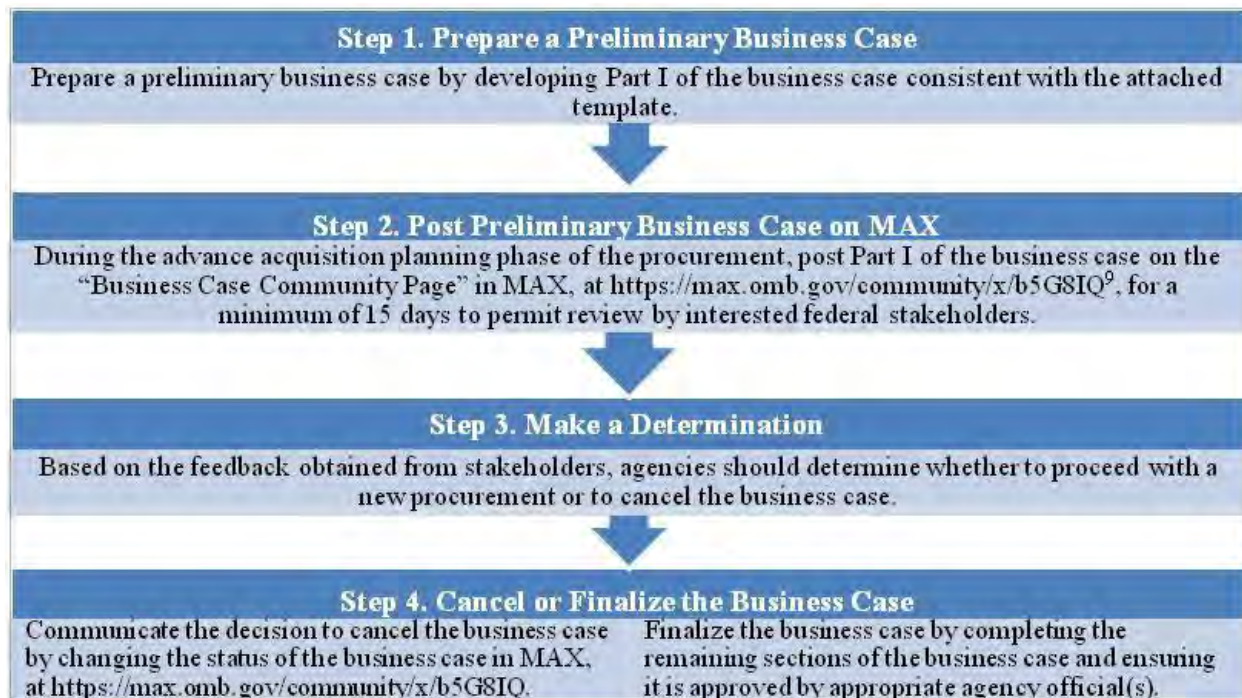 Step 1. Prepare a Preliminary Business Case
Prepare a preliminary business case by developing Part I of the business case consistent with the attached
template.
Step 2. Post Preliminary Business Case on MAX
During the advance acquisition planning phase of the procurement, post Part I of the business case on the
“Business Case Community Page” in MAX, at https://max.omb.gov/community/x/b5G8IQ⁹, for a
minimum of 15 days to permit review by interested federal stakeholders.
Step 3. Make a Determination
Based on the feedback obtained from stakeholders, agencies should determine whether to proceed with a
new procurement or to cancel the business case.
Step 4. Cancel or Finalize the Business Case
Communicate the decision to cancel the business case
by changing the status of the business case in MAX,
at https://max.omb.gov/community/x/b5G8IQ.
Finalize the business case by completing the
remaining sections of the business case and ensuring
it is approved by appropriate agency official(s).